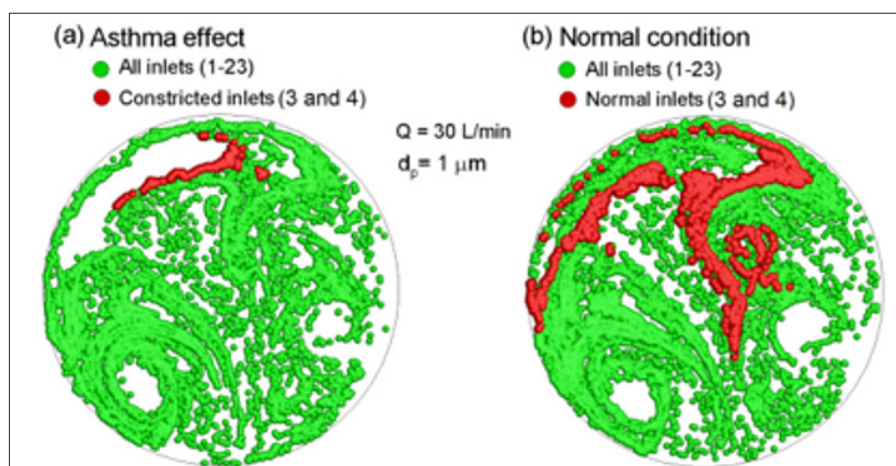 (a) Asthma effect
All inlets (1-23)
Constricted inlets (3 and 4)
Q = 30 L/min
dp= 1 μm
(b) Normal condition
All inlets (1-23)
Normal inlets (3 and 4)